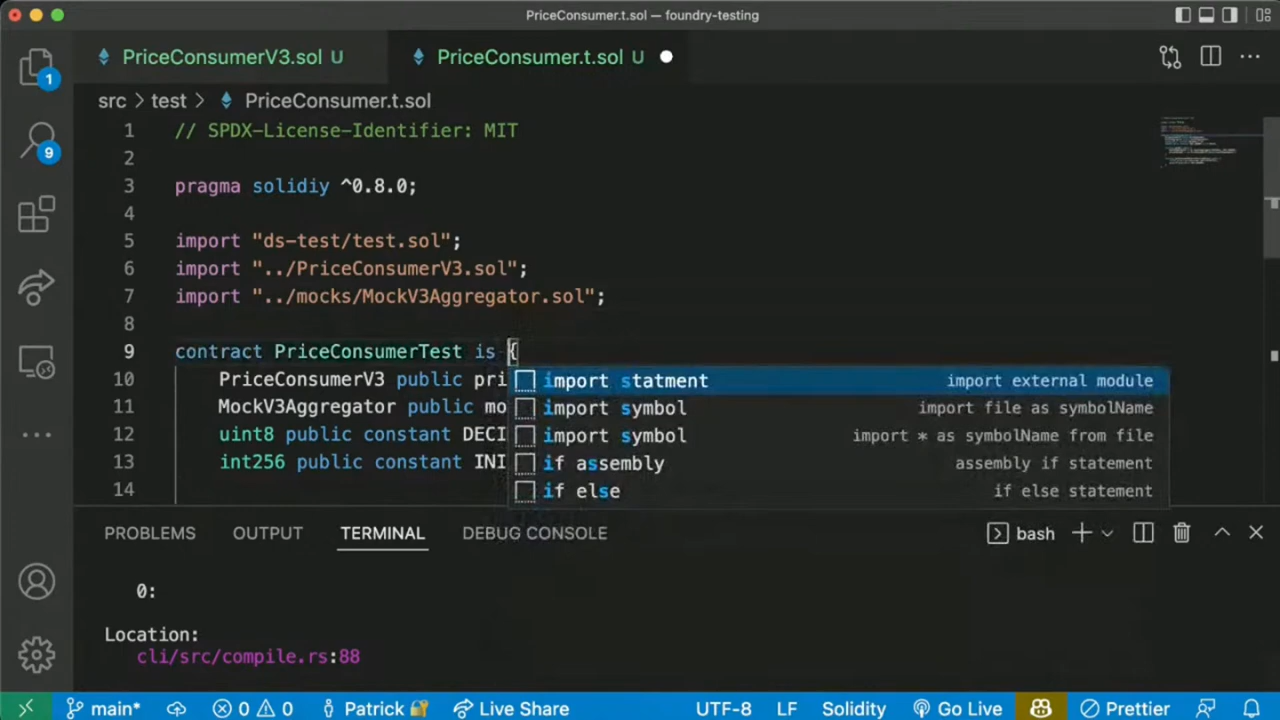 PriceConsumer.t.sol — foundry-testing
PriceConsumerV3.sol U
PriceConsumer.t.sol U
1
9
src > test > PriceConsumer.t.sol
1 // SPDX-License-Identifier: MIT
2
3 pragma solidiy ^0.8.0;
4
5 import "ds-test/test.sol";
6 import "../PriceConsumerV3.sol";
7 import "../mocks/MockV3Aggregator.sol";
8
9 contract PriceConsumerTest is {
10 PriceConsumerV3 public pri
11 MockV3Aggregator public mo
12 uint8 public constant DECI
13 int256 public constant INI
14
import statment import external module
import symbol import file as symbolName
import symbol import * as symbolName from file
if assembly assembly if statement
if else if else statement
PROBLEMS OUTPUT TERMINAL DEBUG CONSOLE bash
0:
Location:
cli/src/compile.rs:88
main* 0 0 Patrick Live Share UTF-8 LF Solidity Go Live Prettier